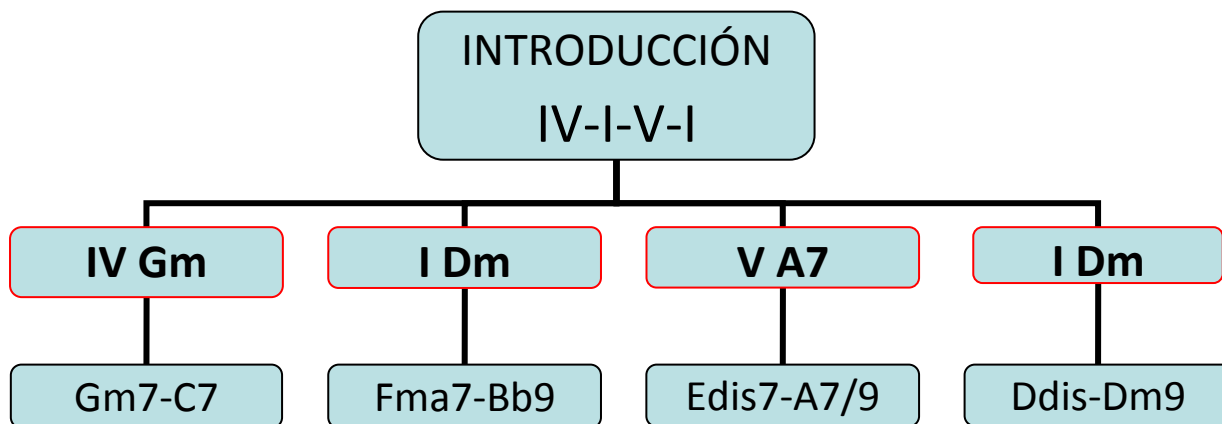 INTRODUCCIÓN
IV-I-V-I
IV Gm
I Dm
V A7
I Dm
Gm7-C7
Fma7-Bb9
Edis7-A7/9
Ddis-Dm9